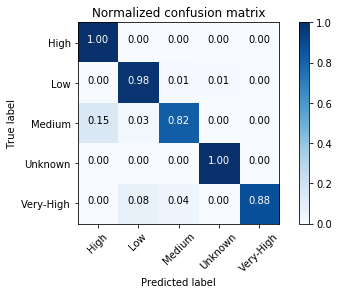 Normalized confusion matrix
High 1.00 0.00 0.00 0.00 0.00
Low 0.00 0.98 0.01 0.01 0.00
Medium 0.15 0.03 0.82 0.00 0.00
Unknown 0.00 0.00 0.00 1.00 0.00
Very-High 0.00 0.08 0.04 0.00 0.88
High Low Medium Unknown Very-High
True label
Predicted label
1.0
0.8
0.6
0.4
0.2
0.0